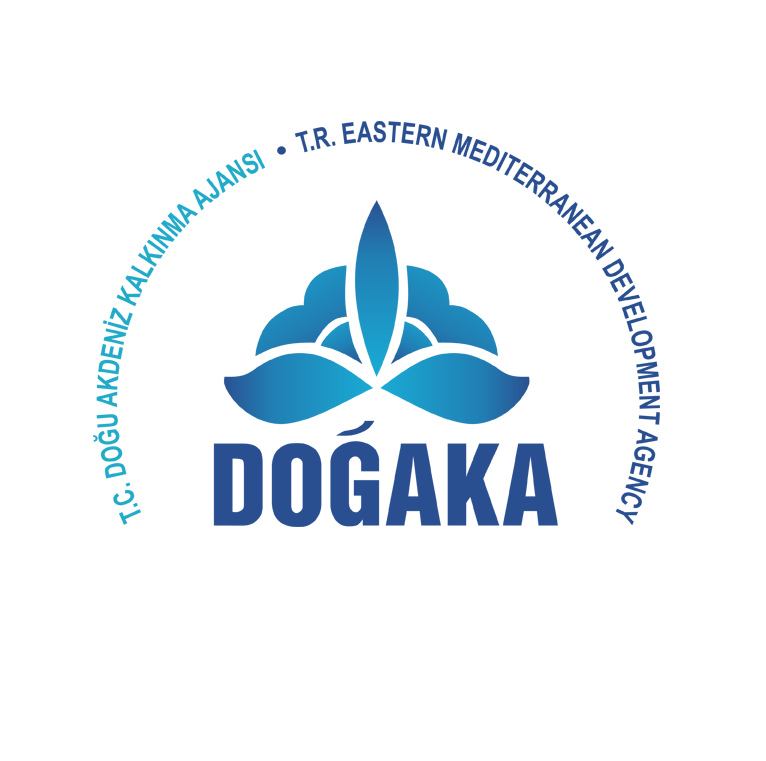 T.C. DOĞU AKDENİZ KALKINMA AJANSI • T.R. EASTERN MEDITERRANEAN DEVELOPMENT AGENCY
DOĞAKA